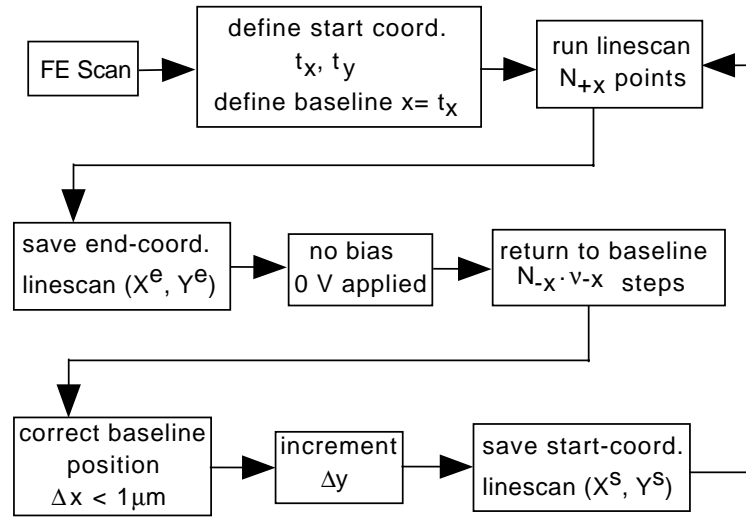 FE Scan
define start coord.
tx, ty
define baseline x= tx
run linescan
N+x points
save end-coord.
linescan (Xe, Ye)
no bias
0 V applied
return to baseline
N-x · ν-x steps
correct baseline
position
Δx < 1μm
increment
Δy
save start-coord.
linescan (Xs, Ys)